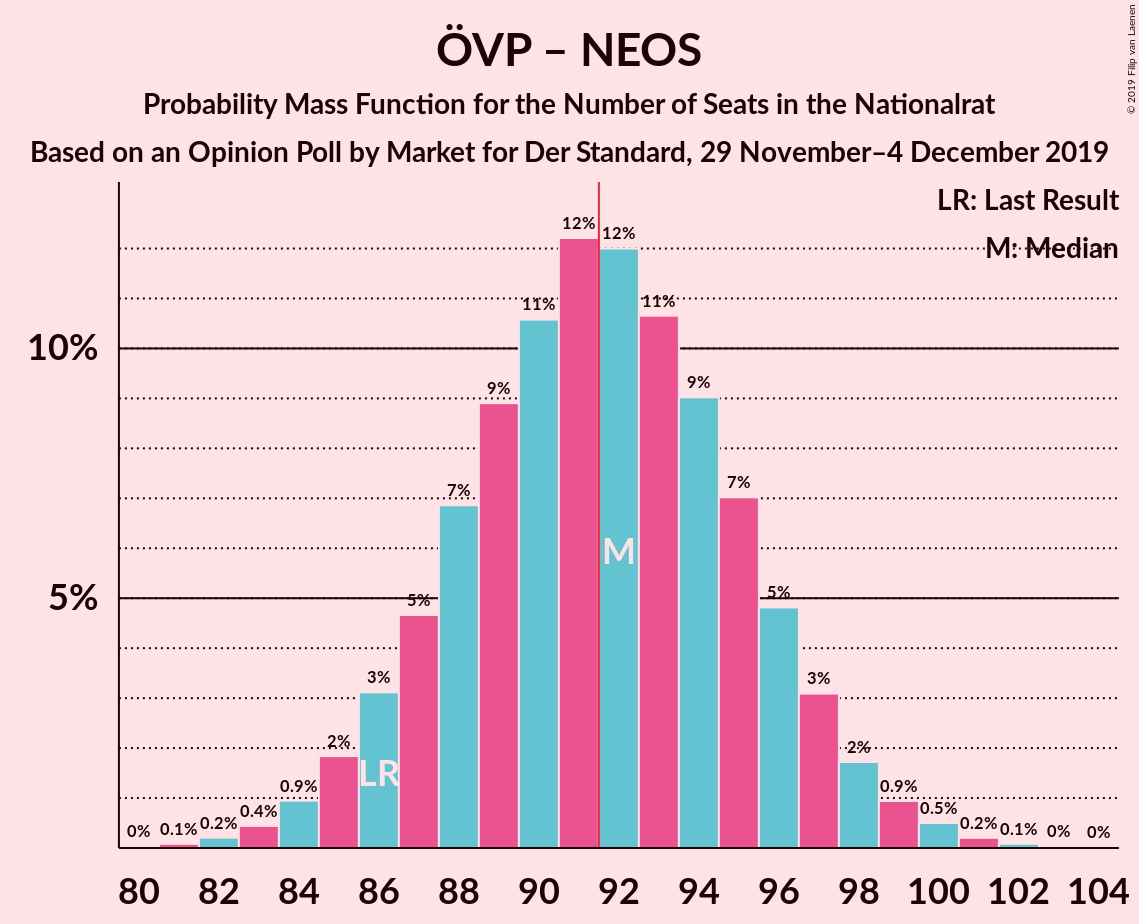 ÖVP – NEOS
Probability Mass Function for the Number of Seats in the Nationalrat
Based on an Opinion Poll by Market for Der Standard, 29 November–4 December 2019
© 2019 Filip van Laenen
LR: Last Result
M: Median
10%
5%
0% 0.1% 0.2% 0.4% 0.9% 2% 3% 5% 7% 9% 11% 12% 12% 11% 9% 7% 5% 3% 2% 0.9% 0.5% 0.2% 0.1% 0% 0%
LR M
80 82 84 86 88 90 92 94 96 98 100 102 104